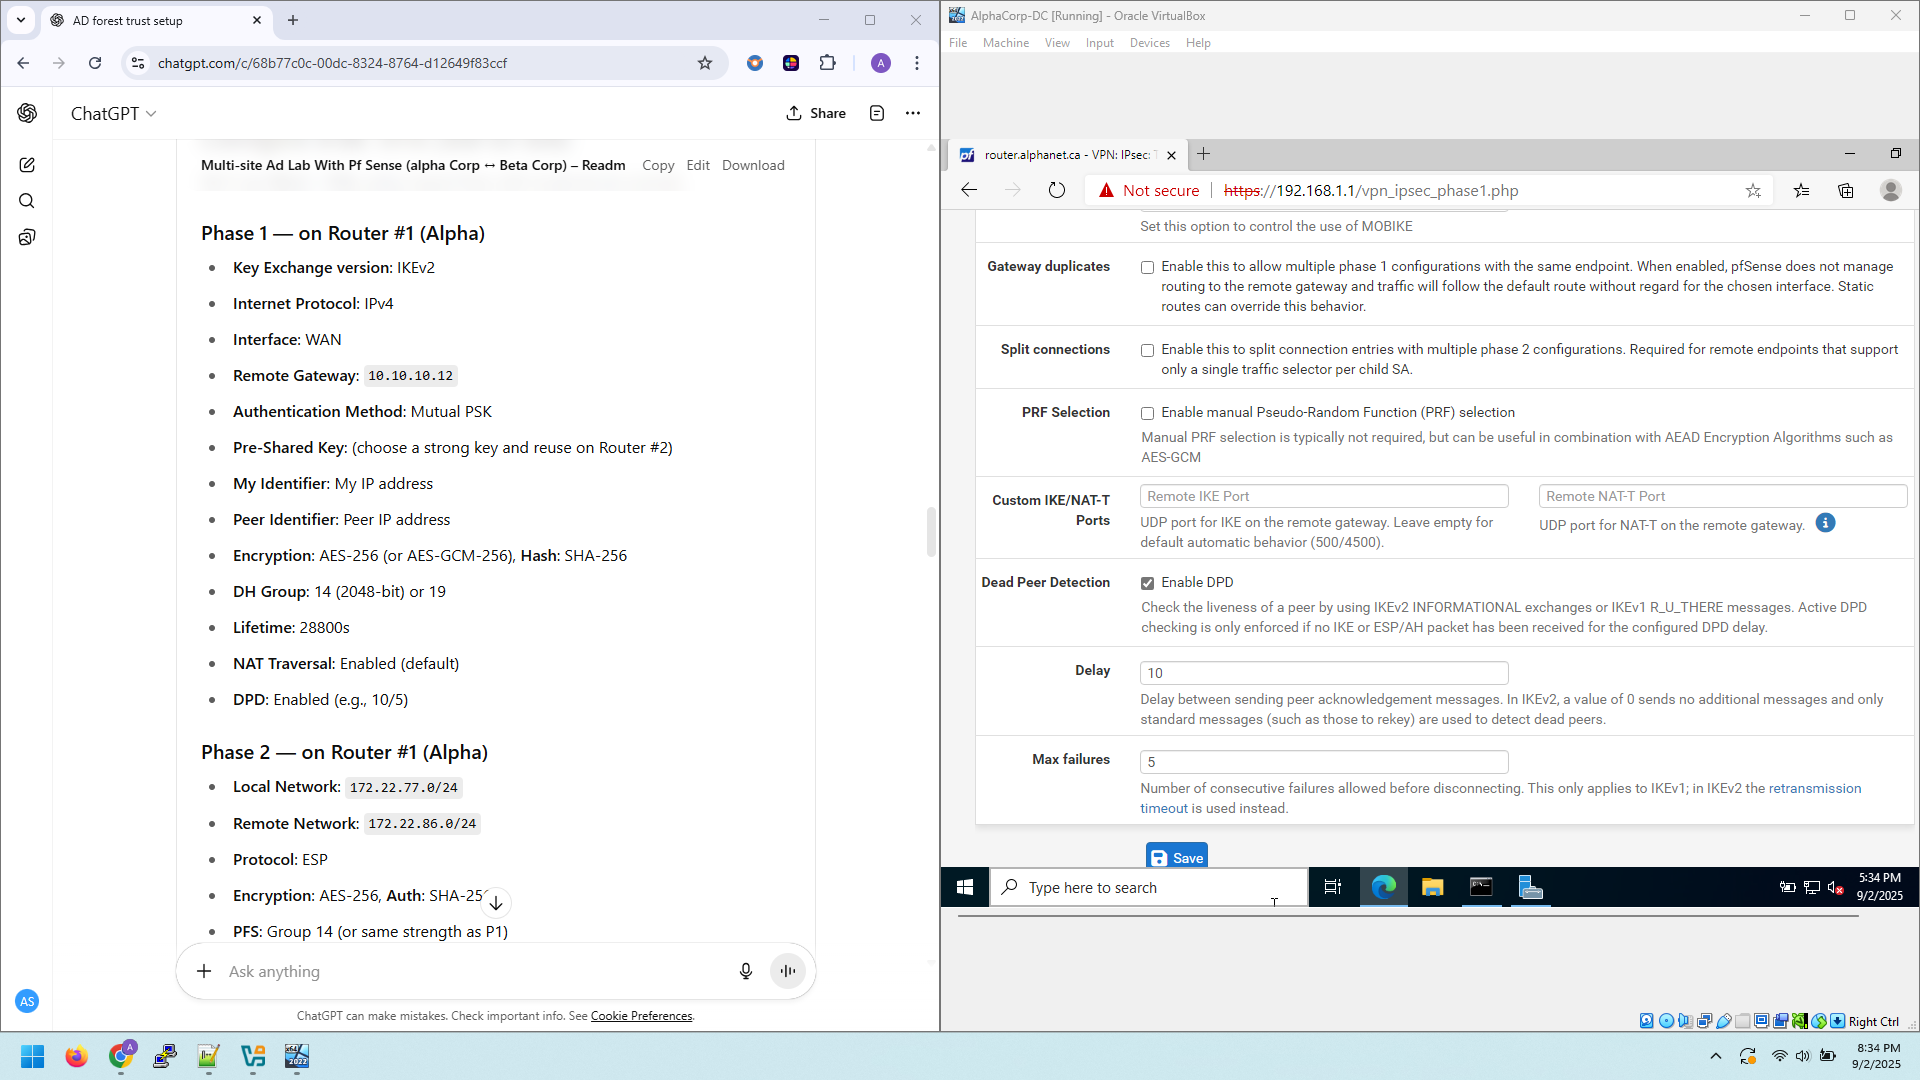 AD forest trust setup
chatgpt.com/c/68b77c0c-00dc-8324-8764-d12649f83ccf
A
ChatGPT
Share
Multi-site Ad Lab With Pf Sense (alpha Corp ↔ Beta Corp) – Readm
Copy Edit Download
Phase 1 — on Router #1 (Alpha)
• Key Exchange version: IKEv2
• Internet Protocol: IPv4
• Interface: WAN
• Remote Gateway: 10.10.10.12
• Authentication Method: Mutual PSK
• Pre-Shared Key: (choose a strong key and reuse on Router #2)
• My Identifier: My IP address
• Peer Identifier: Peer IP address
• Encryption: AES-256 (or AES-GCM-256), Hash: SHA-256
• DH Group: 14 (2048-bit) or 19
• Lifetime: 28800s
• NAT Traversal: Enabled (default)
• DPD: Enabled (e.g., 10/5)
Phase 2 — on Router #1 (Alpha)
• Local Network: 172.22.77.0/24
• Remote Network: 172.22.86.0/24
• Protocol: ESP
• Encryption: AES-256, Auth: SHA-256
• PFS: Group 14 (or same strength as P1)
Ask anything
AS
ChatGPT can make mistakes. Check important info. See Cookie Preferences.
AlphaCorp-DC [Running] - Oracle VirtualBox
File Machine View Input Devices Help
router.alphanet.ca - VPN: IPsec:
Not secure https://192.168.1.1/vpn_ipsec_phase1.php
Set this option to control the use of MOBIKE
Gateway duplicates
Enable this to allow multiple phase 1 configurations with the same endpoint. When enabled, pfSense does not manage
routing to the remote gateway and traffic will follow the default route without regard for the chosen interface. Static
routes can override this behavior.
Split connections
Enable this to split connection entries with multiple phase 2 configurations. Required for remote endpoints that support
only a single traffic selector per child SA.
PRF Selection
Enable manual Pseudo-Random Function (PRF) selection
Manual PRF selection is typically not required, but can be useful in combination with AEAD Encryption Algorithms such as
AES-GCM
Custom IKE/NAT-T
Ports
Remote IKE Port
UDP port for IKE on the remote gateway. Leave empty for
default automatic behavior (500/4500).
Remote NAT-T Port
UDP port for NAT-T on the remote gateway.
Dead Peer Detection
Enable DPD
Check the liveness of a peer by using IKEv2 INFORMATIONAL exchanges or IKEv1 R_U_THERE messages. Active DPD
checking is only enforced if no IKE or ESP/AH packet has been received for the configured DPD delay.
Delay
10
Delay between sending peer acknowledgement messages. In IKEv2, a value of 0 sends no additional messages and only
standard messages (such as those to rekey) are used to detect dead peers.
Max failures
5
Number of consecutive failures allowed before disconnecting. This only applies to IKEv1; in IKEv2 the retransmission
timeout is used instead.
Save
Type here to search
5:34 PM
9/2/2025
Right Ctrl
8:34 PM
9/2/2025